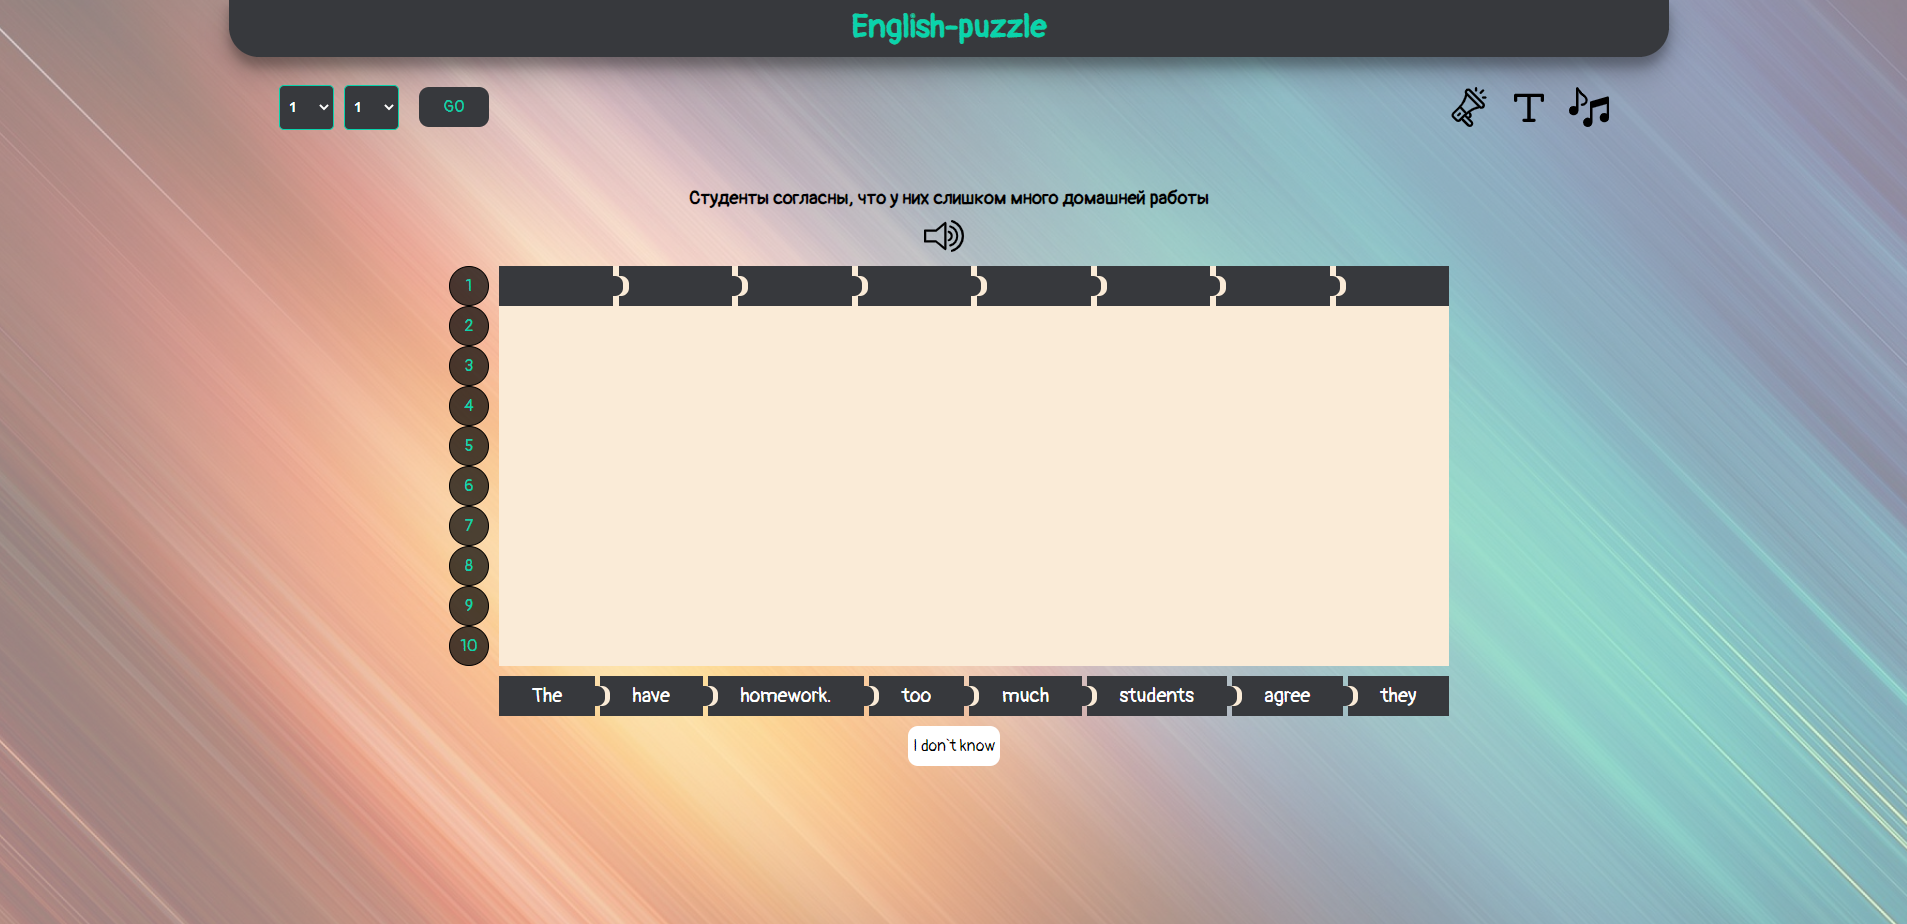 English-puzzle
1 1 GO
Студенты согласны, что у них слишком много домашней работы
1
2
3
4
5
6
7
8
9
10
The have homework. too much students agree they
I don`t know